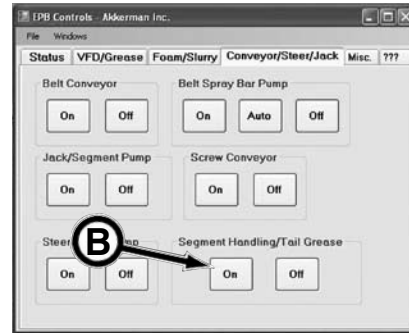 EPB Controls - Akkerman Inc.
File Windows
Status VFD/Grease Foam/Slurry Conveyor/Steer/Jack Misc. ???
Belt Conveyor Belt Spray Bar Pump
On Off On Auto Off
Jack/Segment Pump Screw Conveyor
On Off On Off
Steer B mp Segment Handling/Tail Grease
On Off On Off